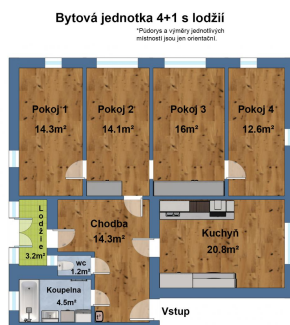 Bytová jednotka 4+1 s lodžií
*Půdorys a výměry jednotlivých
místností jsou jen orientační.
Pokoj 1
14.3m²
Pokoj 2
14.1m²
Pokoj 3
16m²
Pokoj 4
12.6m²
Lodžie
3.2m²
Chodba
14.3m²
Kuchyň
20.8m²
wc
1.2m²
Koupelna
4.5m²
Vstup